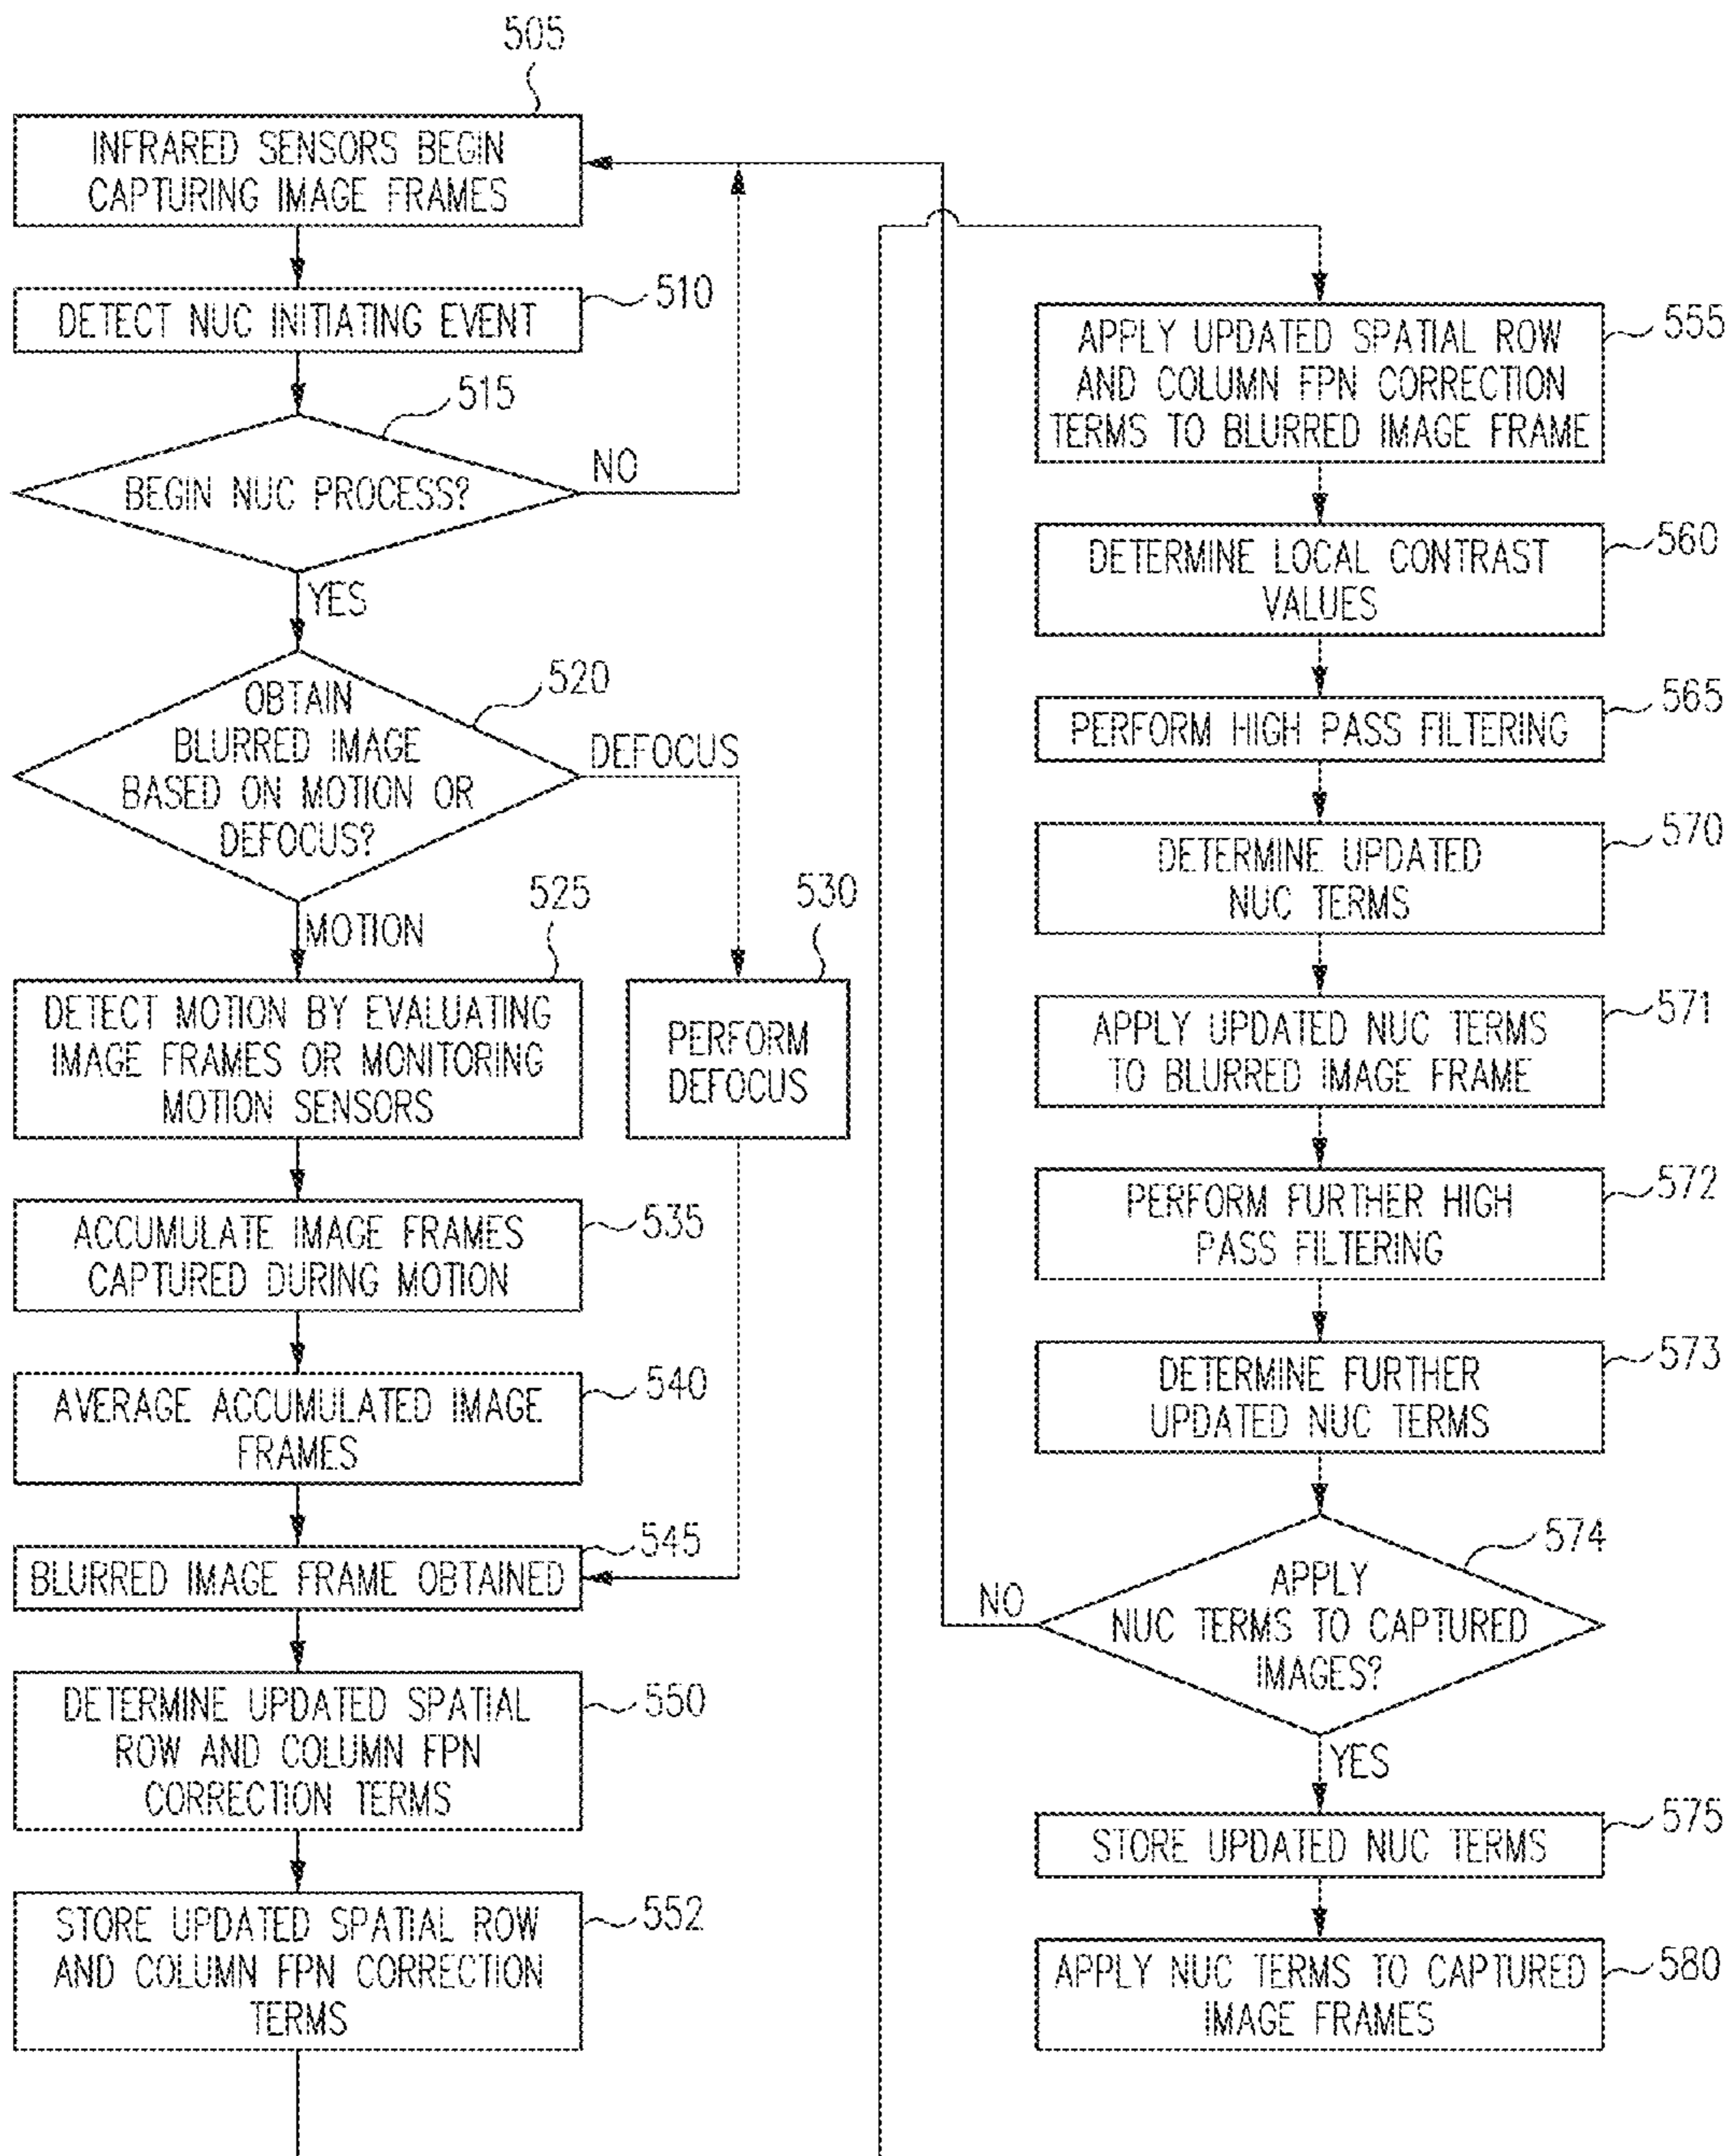 505
INFRARED SENSORS BEGIN
CAPTURING IMAGE FRAMES
DETECT NUC INITIATING EVENT
510
515
BEGIN NUC PROCESS?
NO
YES
520
OBTAIN
BLURRED IMAGE
BASED ON MOTION OR
DEFOCUS?
DEFOCUS
MOTION
525
530
DETECT MOTION BY EVALUATING
IMAGE FRAMES OR MONITORING
MOTION SENSORS
PERFORM
DEFOCUS
ACCUMULATE IMAGE FRAMES
CAPTURED DURING MOTION
535
AVERAGE ACCUMULATED IMAGE
FRAMES
540
545
BLURRED IMAGE FRAME OBTAINED
DETERMINE UPDATED SPATIAL
ROW AND COLUMN FPN
CORRECTION TERMS
550
STORE UPDATED SPATIAL ROW
AND COLUMN FPN CORRECTION
TERMS
552
555
APPLY UPDATED SPATIAL ROW
AND COLUMN FPN CORRECTION
TERMS TO BLURRED IMAGE FRAME
560
DETERMINE LOCAL CONTRAST
VALUES
565
PERFORM HIGH PASS FILTERING
570
DETERMINE UPDATED
NUC TERMS
571
APPLY UPDATED NUC TERMS
TO BLURRED IMAGE FRAME
572
PERFORM FURTHER HIGH
PASS FILTERING
573
DETERMINE FURTHER
UPDATED NUC TERMS
574
APPLY
NUC TERMS TO CAPTURED
IMAGES?
NO
YES
575
STORE UPDATED NUC TERMS
580
APPLY NUC TERMS TO CAPTURED
IMAGE FRAMES